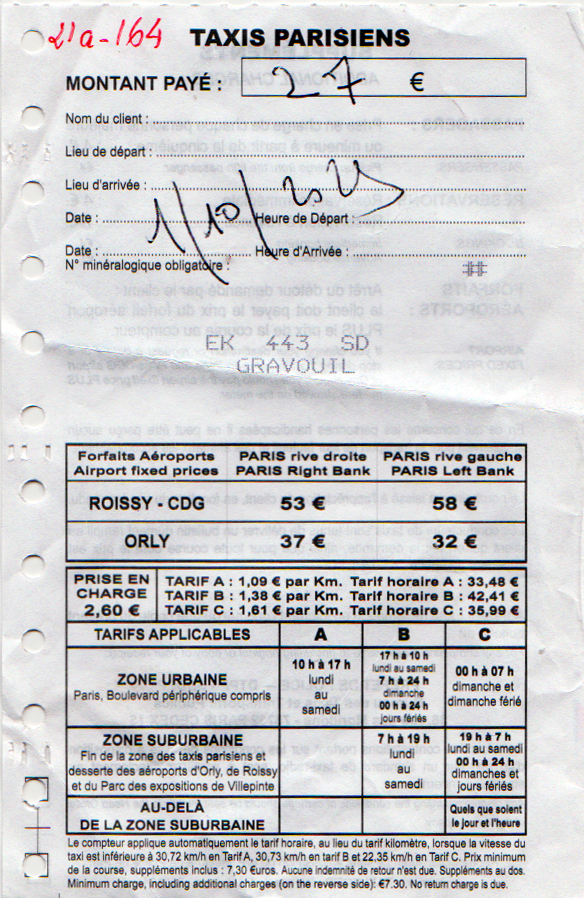 21a-164
TAXIS PARISIENS
MONTANT PAYÉ : 27 €
Nom du client :
Lieu de départ :
Lieu d'arrivée :
Date : 1/10/2021 Heure de Départ :
Date : Heure d'Arrivée :
N° minéralogique obligatoire : ##
EK 443 SD
GRAVOUIL
Forfaits Aéroports PARIS rive droite PARIS rive gauche
Airport fixed prices PARIS Right Bank PARIS Left Bank
ROISSY - CDG 53 € 58 €
ORLY 37 € 32 €
PRISE EN CHARGE 2,60 €
TARIF A : 1,09 € par Km. Tarif horaire A : 33,48 €
TARIF B : 1,38 € par Km. Tarif horaire B : 42,41 €
TARIF C : 1,61 € par Km. Tarif horaire C : 35,99 €
TARIFS APPLICABLES A B C
ZONE URBAINE
Paris, Boulevard périphérique compris
10 h à 17 h
lundi
au
samedi
17 h à 10 h
lundi au samedi
7 h à 24 h
dimanche
00 h à 24 h
jours fériés
00 h à 07 h
dimanche et
dimanche férié
ZONE SUBURBAINE
Fin de la zone des taxis parisiens et
desserte des aéroports d'Orly, de Roissy
et du Parc des expositions de Villepinte
7 h à 19 h
lundi
au
samedi
19 h à 7 h
lundi au samedi
00 h à 24 h
dimanches et
jours fériés
AU-DELÀ
DE LA ZONE SUBURBAINE
Quels que soient
le jour et l'heure
Le compteur applique automatiquement le tarif horaire, au lieu du tarif kilomètre, lorsque la vitesse du
taxi est inférieure à 30,72 km/h en Tarif A, 30,73 km/h en tarif B et 22,35 km/h en Tarif C. Prix minimum
de la course, suppléments inclus : 7,30 €uros. Aucune indemnité de retour n'est due. Suppléments au dos.
Minimum charge, including additional charges (on the reverse side): €7.30. No return charge is due.